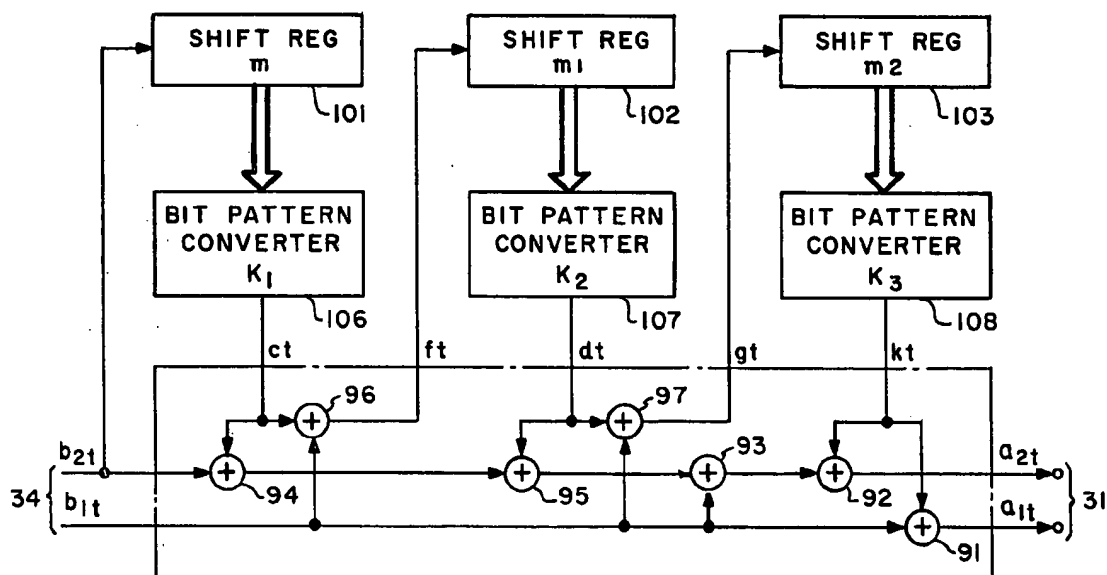 SHIFT REG
m
101
SHIFT REG
m1
102
SHIFT REG
m2
103
BIT PATTERN
CONVERTER
K1
106
BIT PATTERN
CONVERTER
K2
107
BIT PATTERN
CONVERTER
K3
108
ct
ft
dt
gt
kt
96
97
93
b2t
94
95
92
a2t
34
31
b1t
a1t
91